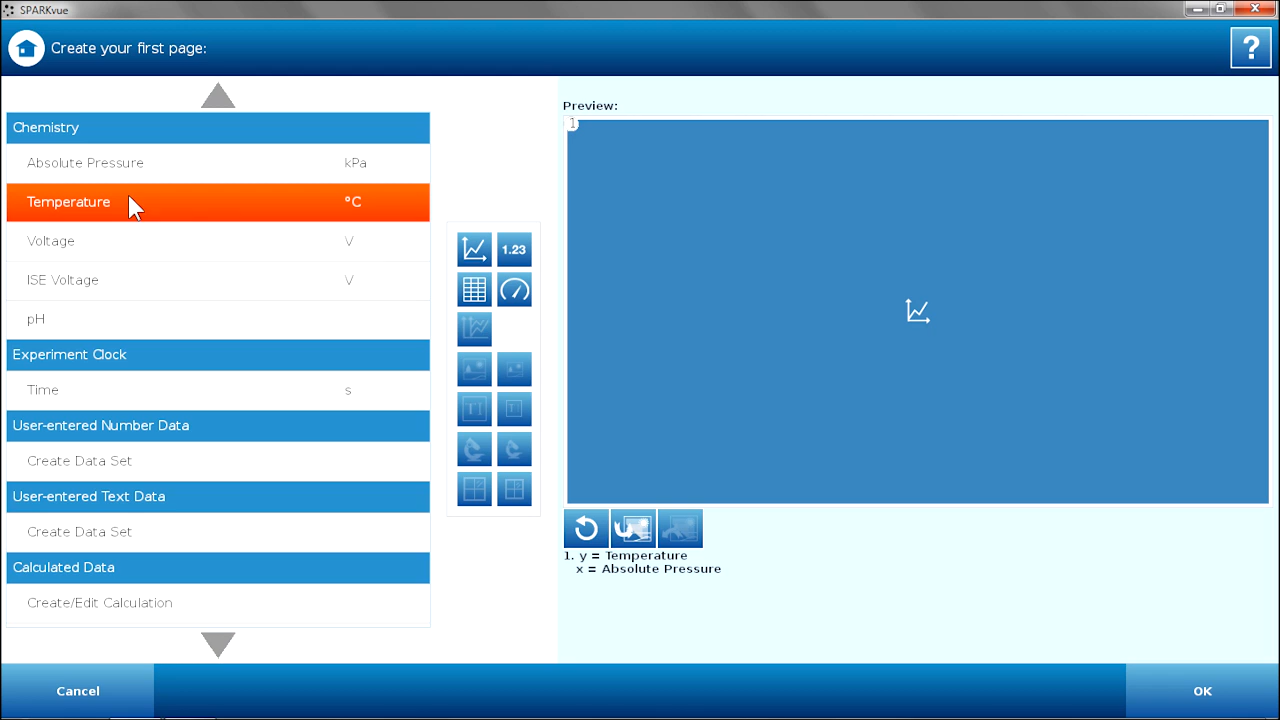 SPARKvue
Create your first page:
?
Chemistry
Absolute Pressure kPa
Temperature °C
Voltage V
ISE Voltage V
pH
Experiment Clock
Time s
User-entered Number Data
Create Data Set
User-entered Text Data
Create Data Set
Calculated Data
Create/Edit Calculation
1.23
Preview:
1
1. y = Temperature
x = Absolute Pressure
Cancel
OK